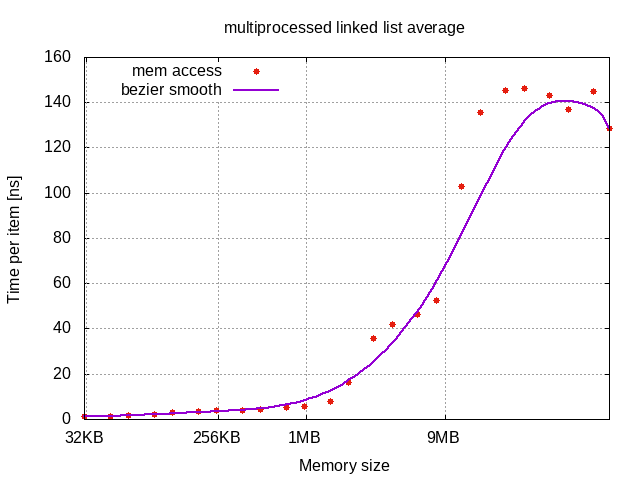 multiprocessed linked list average
160
140
120
100
80
60
40
20
0
mem access
bezier smooth
Time per item [ns]
32KB
256KB
1MB
9MB
Memory size